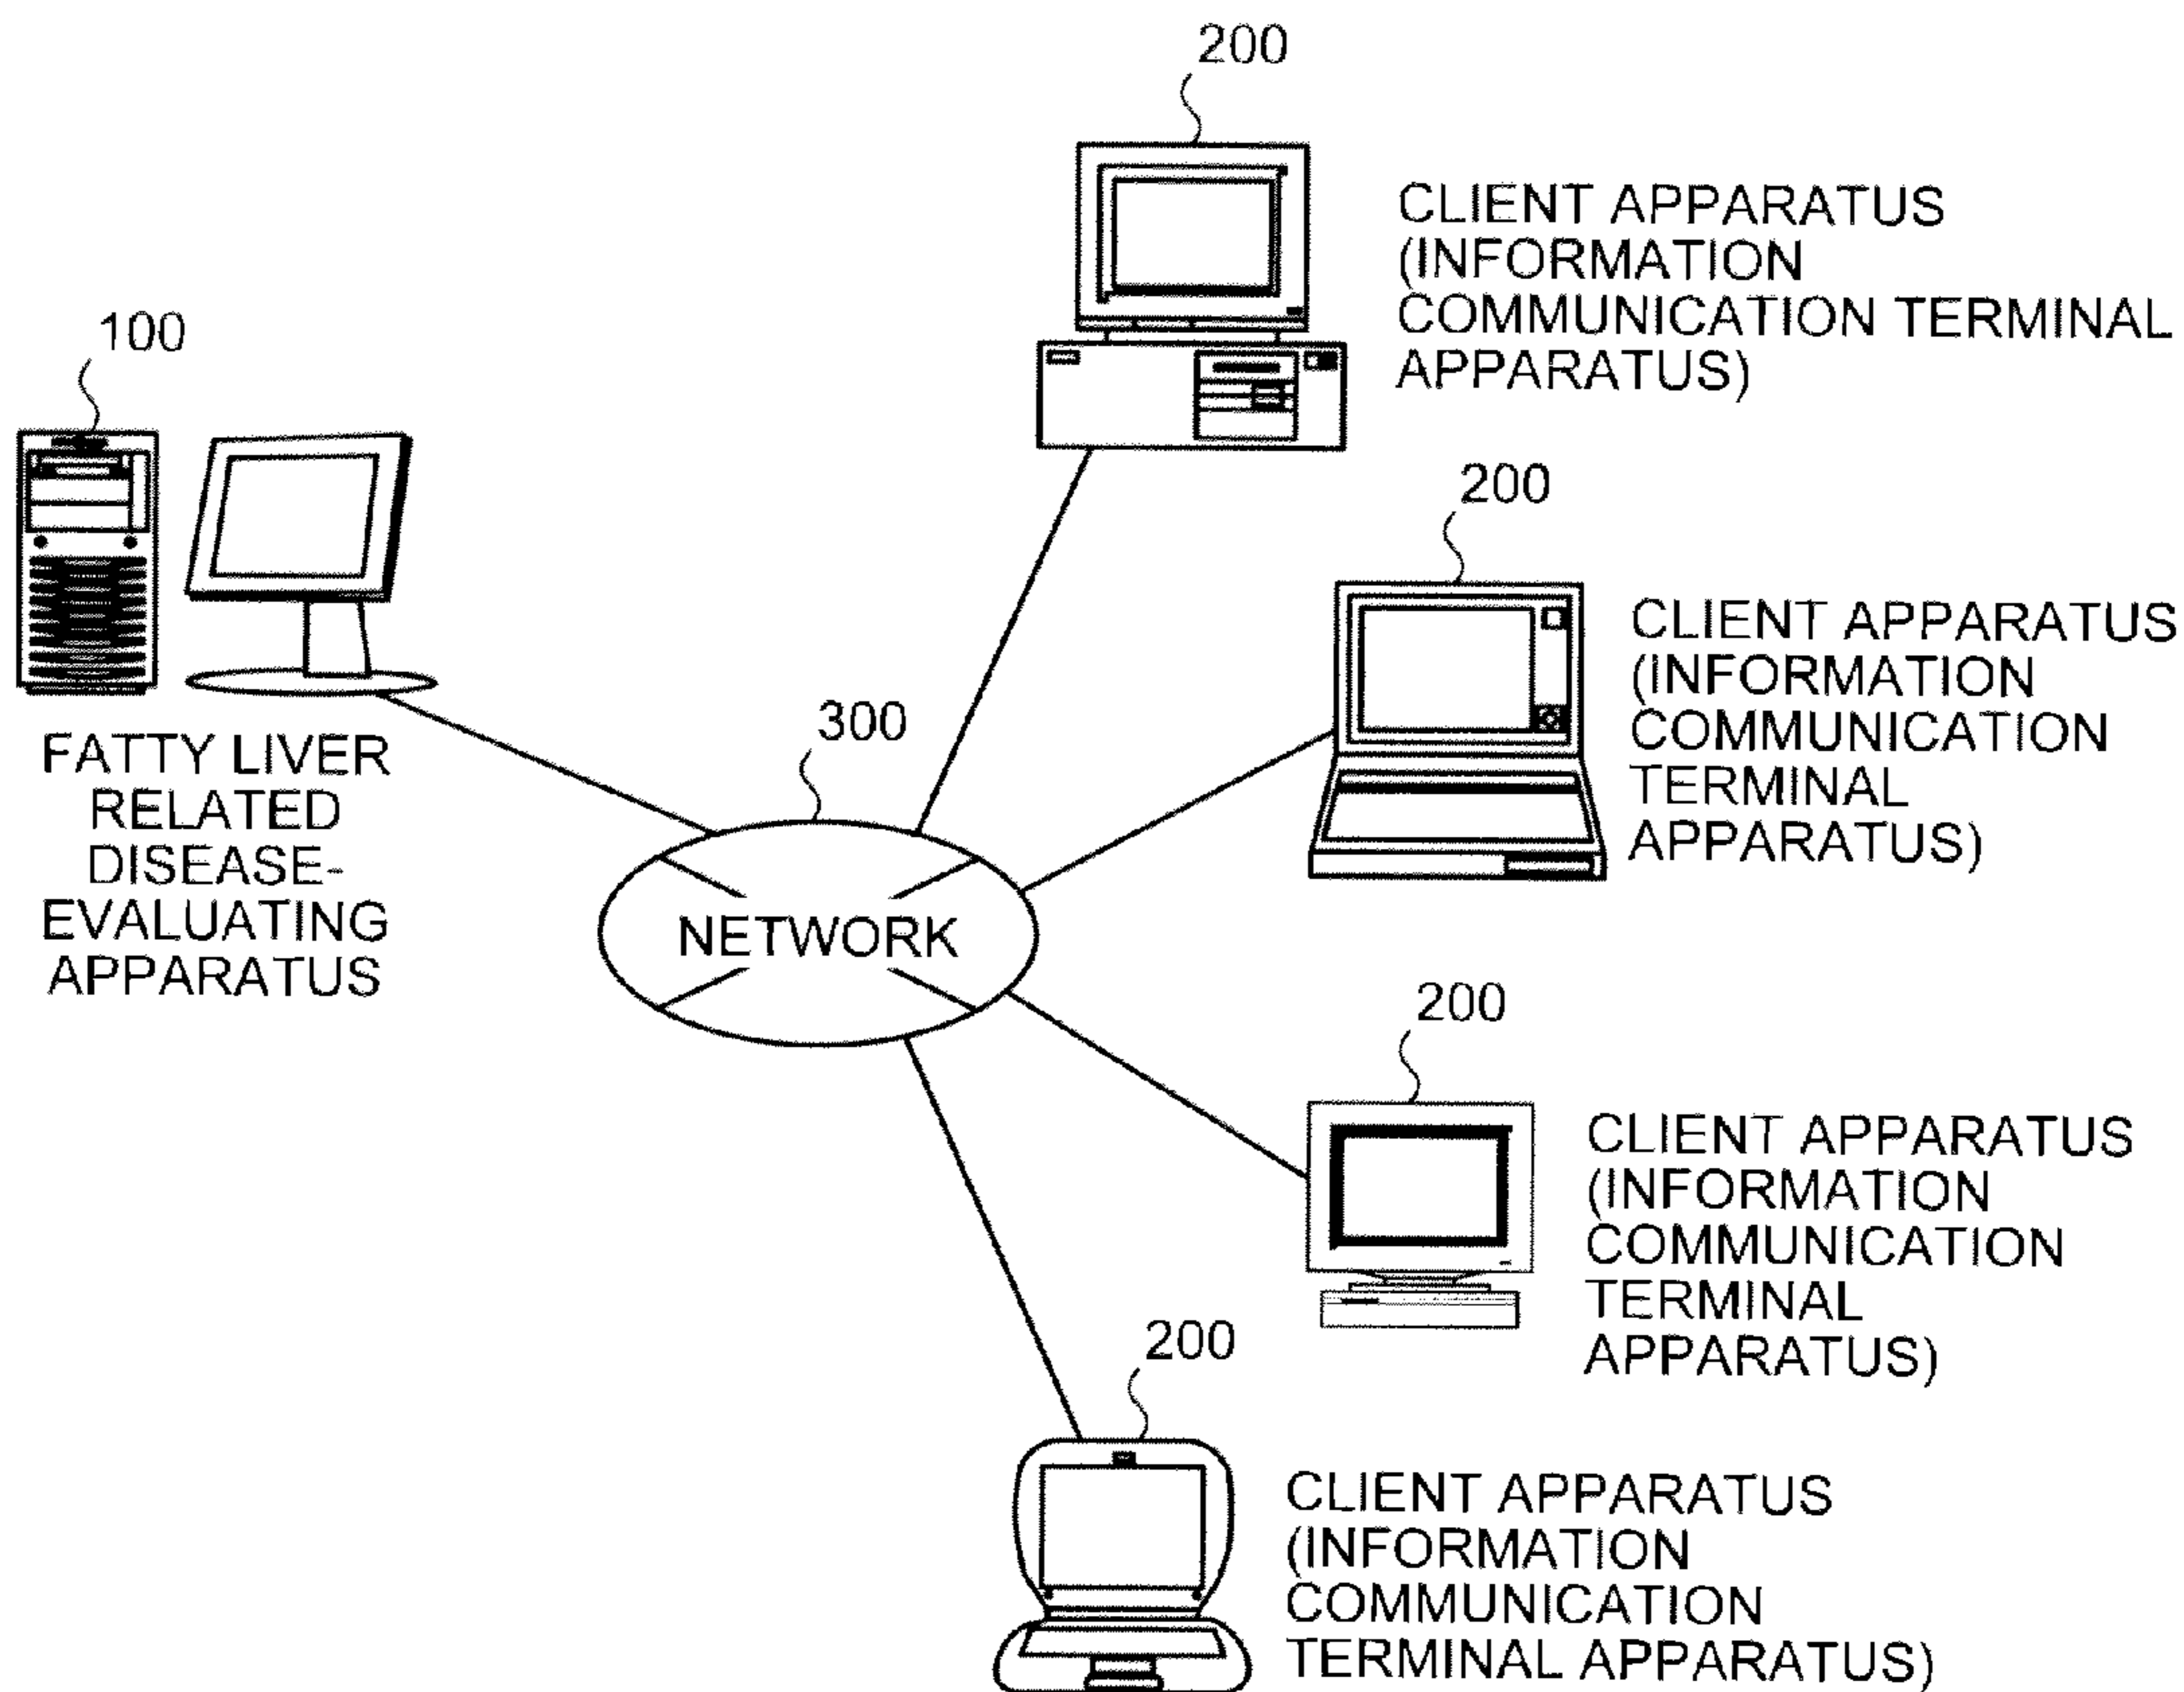 200
CLIENT APPARATUS
(INFORMATION
COMMUNICATION TERMINAL
APPARATUS)
100
FATTY LIVER
RELATED
DISEASE-
EVALUATING
APPARATUS
200
CLIENT APPARATUS
(INFORMATION
COMMUNICATION
TERMINAL
APPARATUS)
300
NETWORK
200
CLIENT APPARATUS
(INFORMATION
COMMUNICATION
TERMINAL
APPARATUS)
200
CLIENT APPARATUS
(INFORMATION
COMMUNICATION
TERMINAL APPARATUS)